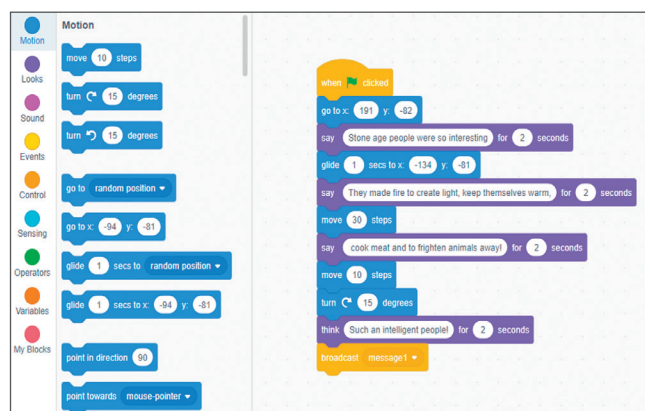 Motion
Looks
Sound
Events
Control
Sensing
Operators
Variables
My Blocks
Motion
move 10 steps
turn 15 degrees
turn 15 degrees
go to random position
go to x: -94 y: -81
glide 1 secs to random position
glide 1 secs to x: -94 y: -81
point in direction 90
point towards mouse-pointer
when clicked
go to x: 191 y: -82
say Stone age people were so interesting for 2 seconds
glide 1 secs to x: -134 y: -81
say They made fire to create light, keep themselves warm, for 2 seconds
move 30 steps
say cook meat and to frighten animals away! for 2 seconds
move 10 steps
turn 15 degrees
think Such an intelligent people! for 2 seconds
broadcast message1